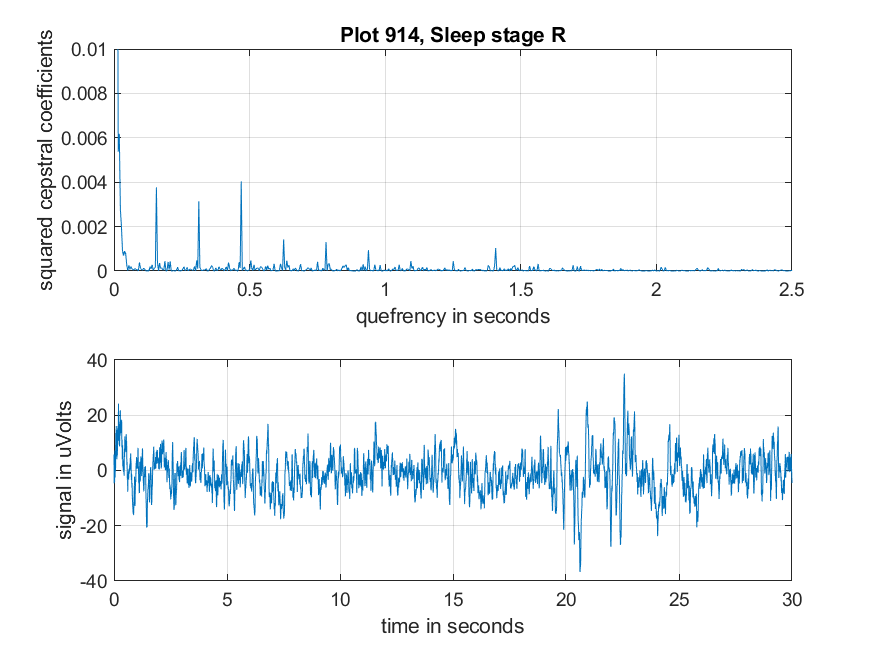 Plot 914, Sleep stage R
squared cepstral coefficients
0.01
0.008
0.006
0.004
0.002
0
0 0.5 1 1.5 2 2.5
quefrency in seconds
signal in uVolts
40
20
0
-20
-40
0 5 10 15 20 25 30
time in seconds